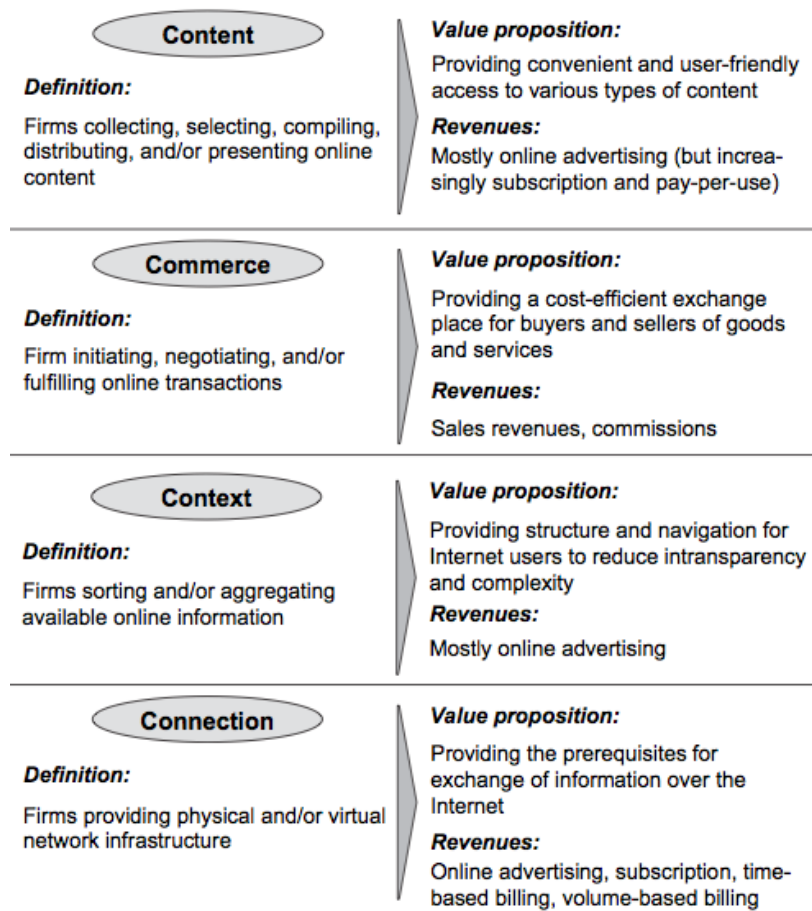 Content
Definition:
Firms collecting, selecting, compiling,
distributing, and/or presenting online
content
Value proposition:
Providing convenient and user-friendly
access to various types of content
Revenues:
Mostly online advertising (but increa-
singly subscription and pay-per-use)
Commerce
Definition:
Firm initiating, negotiating, and/or
fulfilling online transactions
Value proposition:
Providing a cost-efficient exchange
place for buyers and sellers of goods
and services
Revenues:
Sales revenues, commissions
Context
Definition:
Firms sorting and/or aggregating
available online information
Value proposition:
Providing structure and navigation for
Internet users to reduce intransparency
and complexity
Revenues:
Mostly online advertising
Connection
Definition:
Firms providing physical and/or virtual
network infrastructure
Value proposition:
Providing the prerequisites for
exchange of information over the
Internet
Revenues:
Online advertising, subscription, time-
based billing, volume-based billing